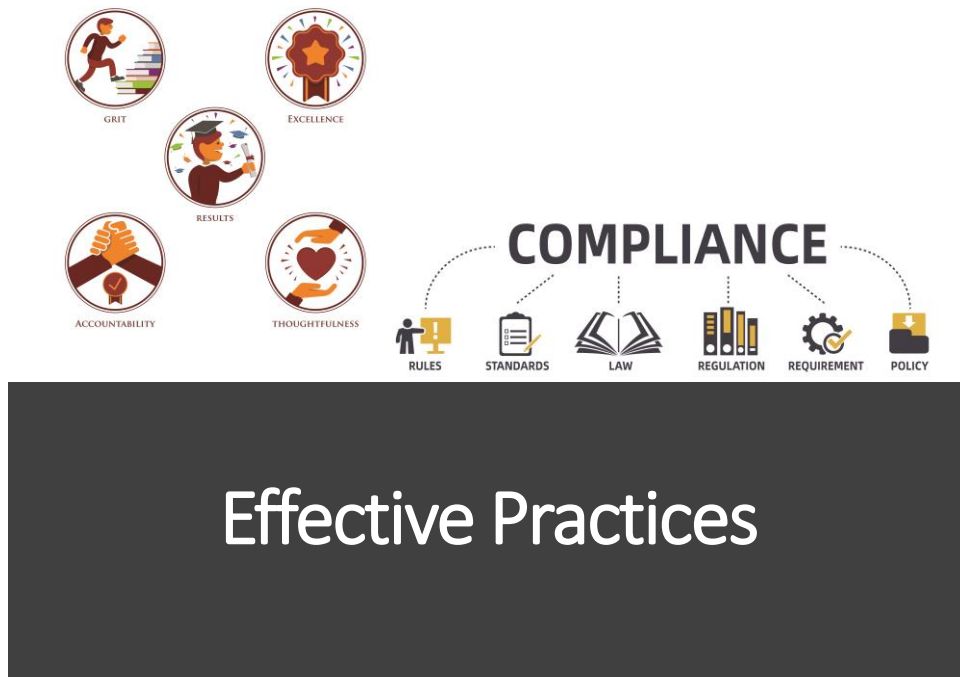 GRIT
EXCELLENCE
RESULTS
ACCOUNTABILITY
THOUGHTFULNESS
COMPLIANCE
RULES
STANDARDS
LAW
REGULATION
REQUIREMENT
POLICY
Effective Practices